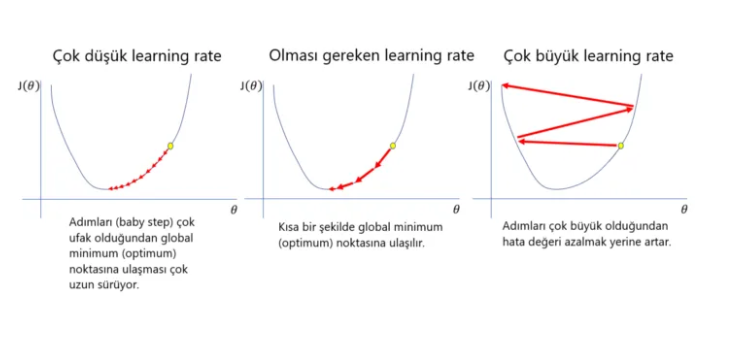 Çok düşük learning rate
Olması gereken learning rate
Çok büyük learning rate
J(θ)
J(θ)
J(θ)
θ
θ
θ
Adımları (baby step) çok
ufak olduğundan global
minimum (optimum)
noktasına ulaşması çok
uzun sürüyor.
Kısa bir şekilde global minimum
(optimum) noktasına ulaşılır.
Adımları çok büyük olduğundan
hata değeri azalmak yerine artar.